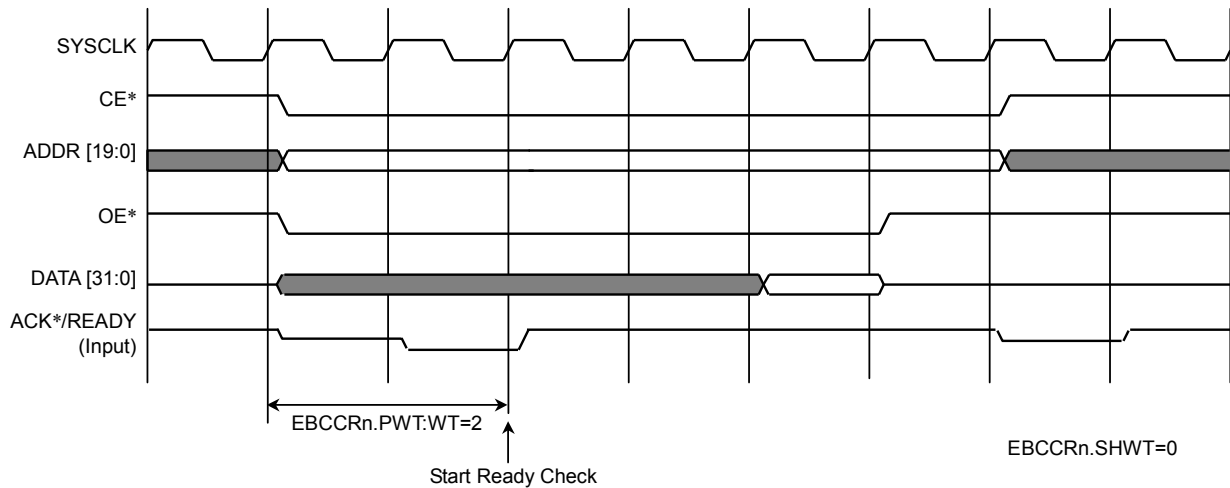 SYSCLK
CE*
ADDR [19:0]
OE*
DATA [31:0]
ACK*/READY
(Input)
EBCCRn.PWT:WT=2
EBCCRn.SHWT=0
Start Ready Check